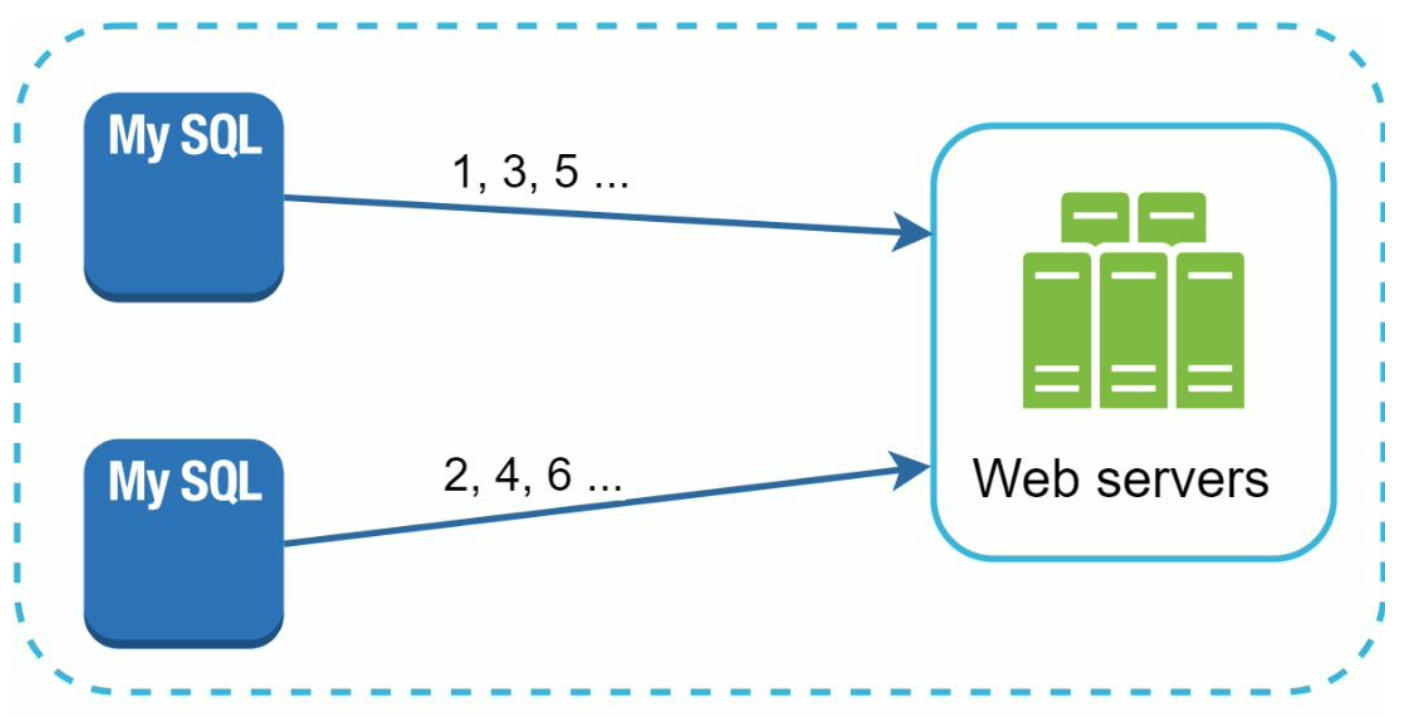 My SQL
1, 3, 5 ...
My SQL
2, 4, 6 ...
Web servers